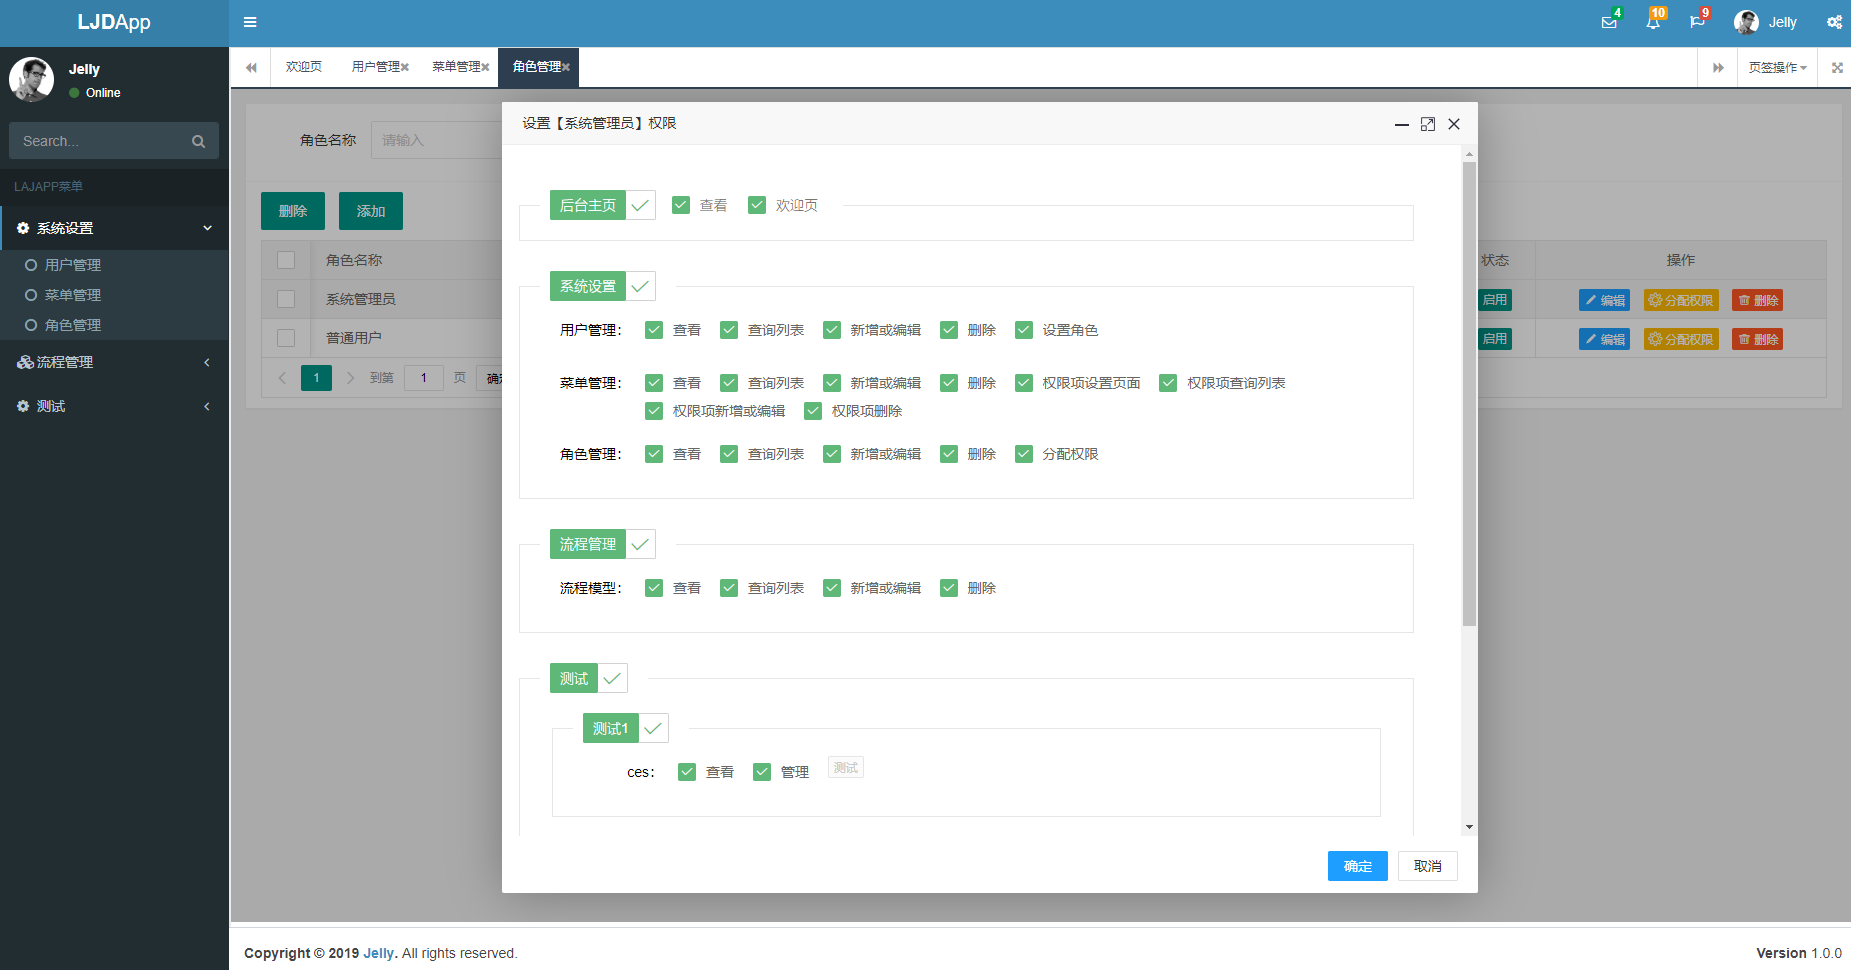 LJDApp
4
10
9
Jelly
Jelly
Online
Search...
LAJAPP菜单
系统设置
用户管理
菜单管理
角色管理
流程管理
测试
欢迎页
用户管理
菜单管理
角色管理
页签操作
角色名称
请输入
删除
添加
角色名称
状态
操作
系统管理员
启用
编辑
分配权限
删除
普通用户
启用
编辑
分配权限
删除
1
到第
1
页
设置【系统管理员】权限
后台主页
查看
欢迎页
系统设置
用户管理： 查看 查询列表 新增或编辑 删除 设置角色
菜单管理： 查看 查询列表 新增或编辑 删除 权限项设置页面 权限项查询列表
权限项新增或编辑 权限项删除
角色管理： 查看 查询列表 新增或编辑 删除 分配权限
流程管理
流程模型： 查看 查询列表 新增或编辑 删除
测试
测试1
ces： 查看 管理 测试
确定
取消
Copyright © 2019 Jelly. All rights reserved.
Version 1.0.0